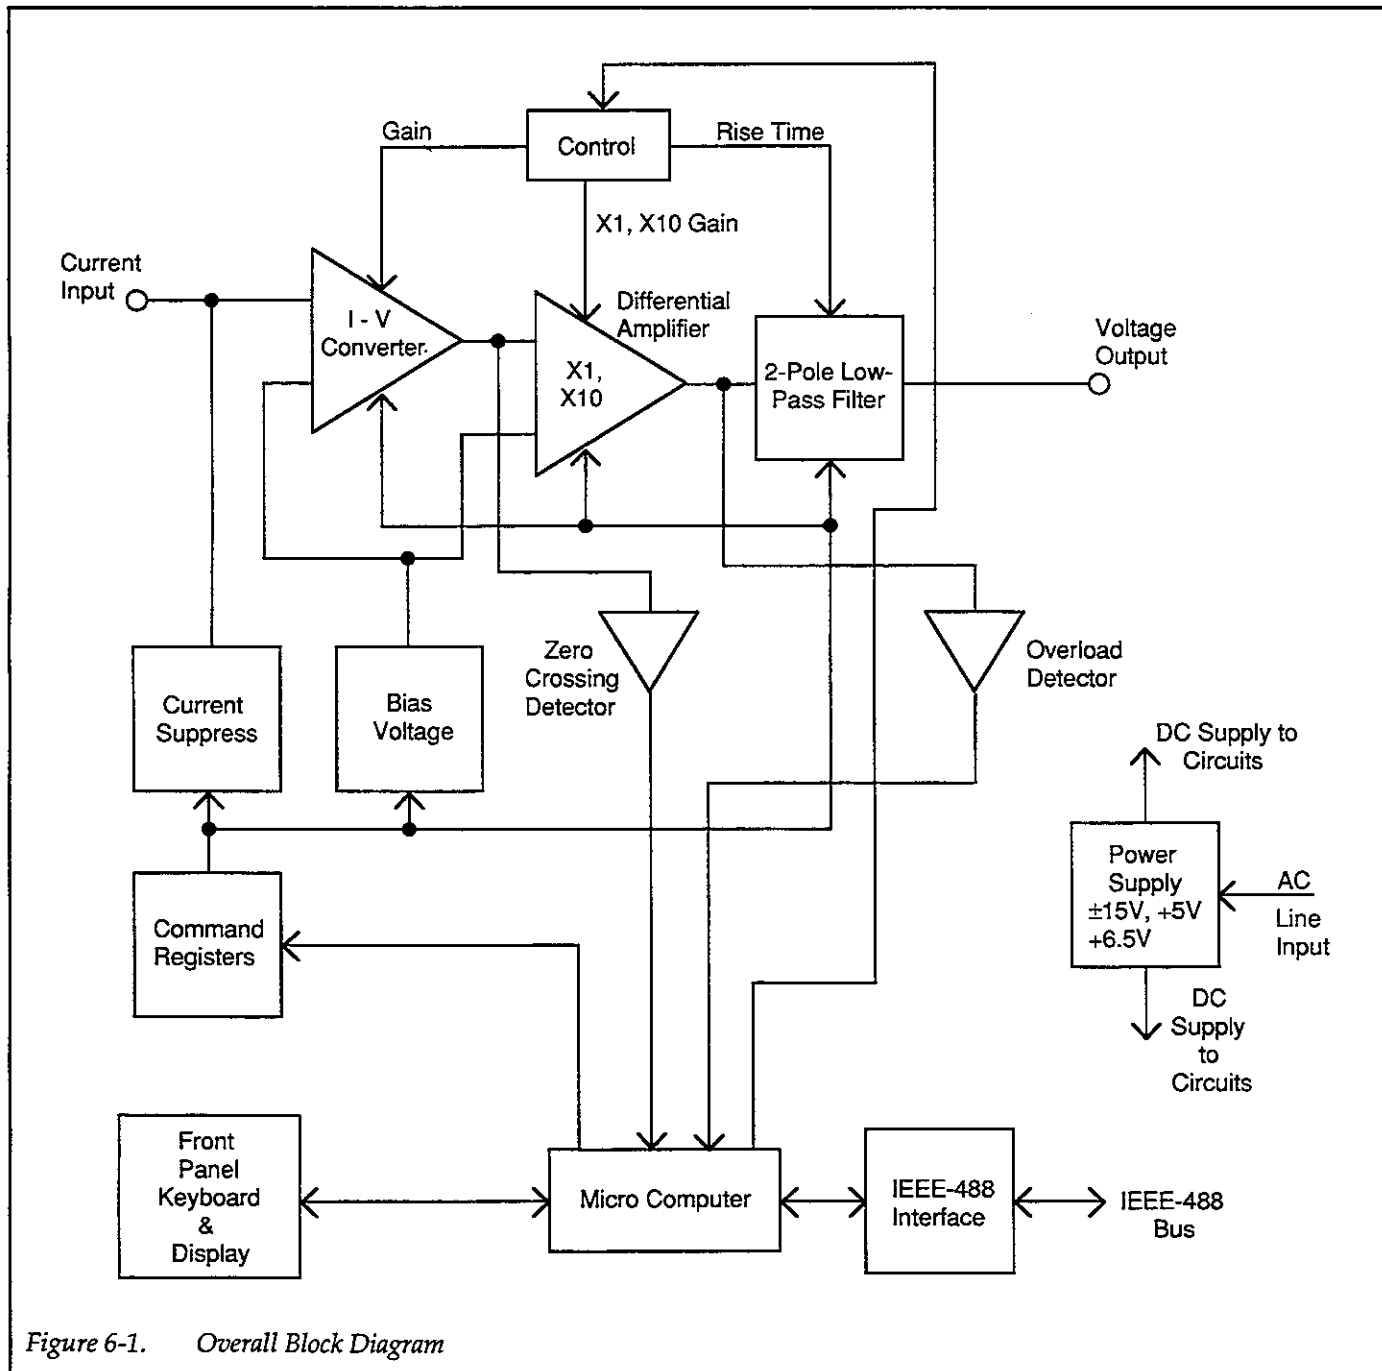 Control
Gain
Rise Time
X1, X10 Gain
Current
Input
I - V
Converter
Differential
Amplifier
X1,
X10
2-Pole Low-
Pass Filter
Voltage
Output
Zero
Crossing
Detector
Overload
Detector
Current
Suppress
Bias
Voltage
DC Supply to
Circuits
Power
Supply
±15V, +5V
+6.5V
AC
Line
Input
DC
Supply
to
Circuits
Command
Registers
Front
Panel
Keyboard
&
Display
Micro Computer
IEEE-488
Interface
IEEE-488
Bus
Figure 6-1. Overall Block Diagram